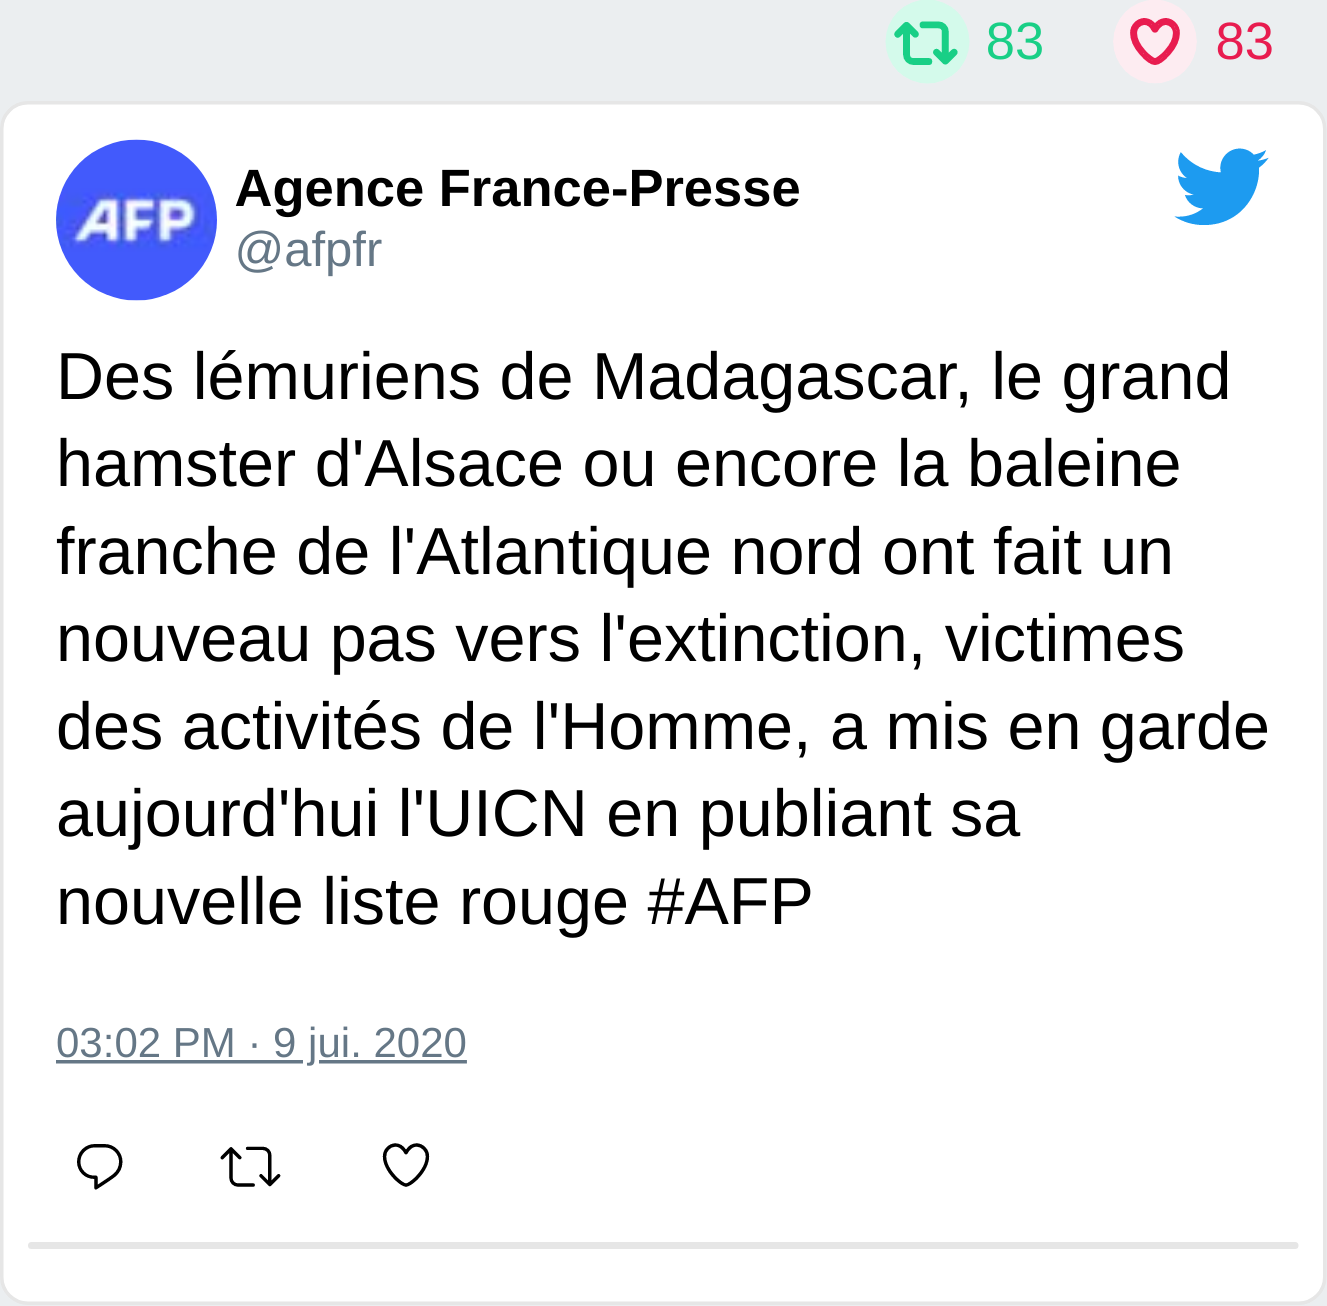 83 83
AFP
Agence France-Presse
@afpfr
Des lémuriens de Madagascar, le grand
hamster d'Alsace ou encore la baleine
franche de l'Atlantique nord ont fait un
nouveau pas vers l'extinction, victimes
des activités de l'Homme, a mis en garde
aujourd'hui l'UICN en publiant sa
nouvelle liste rouge #AFP
03:02 PM · 9 jui. 2020